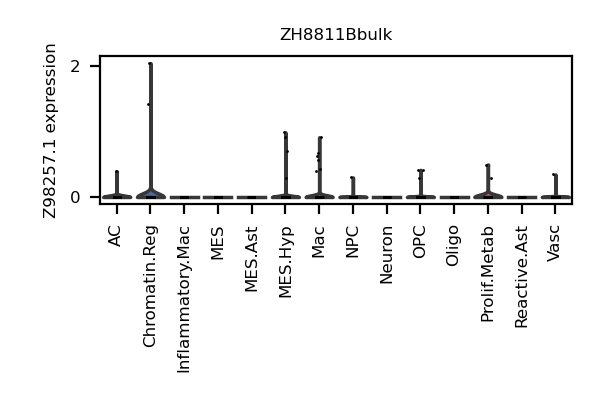 ZH8811Bbulk
Z98257.1 expression
2
0
AC
Chromatin.Reg
Inflammatory.Mac
MES
MES.Ast
MES.Hyp
Mac
NPC
Neuron
OPC
Oligo
Prolif.Metab
Reactive.Ast
Vasc